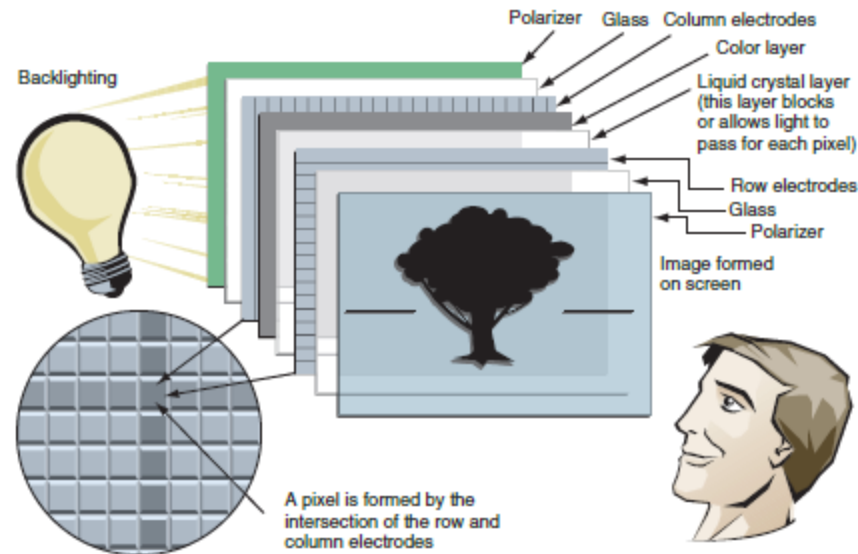 Polarizer
Glass
Column electrodes
Color layer
Backlighting
Liquid crystal layer
(this layer blocks
or allows light to
pass for each pixel)
Row electrodes
Glass
Polarizer
Image formed
on screen
A pixel is formed by the
intersection of the row and
column electrodes